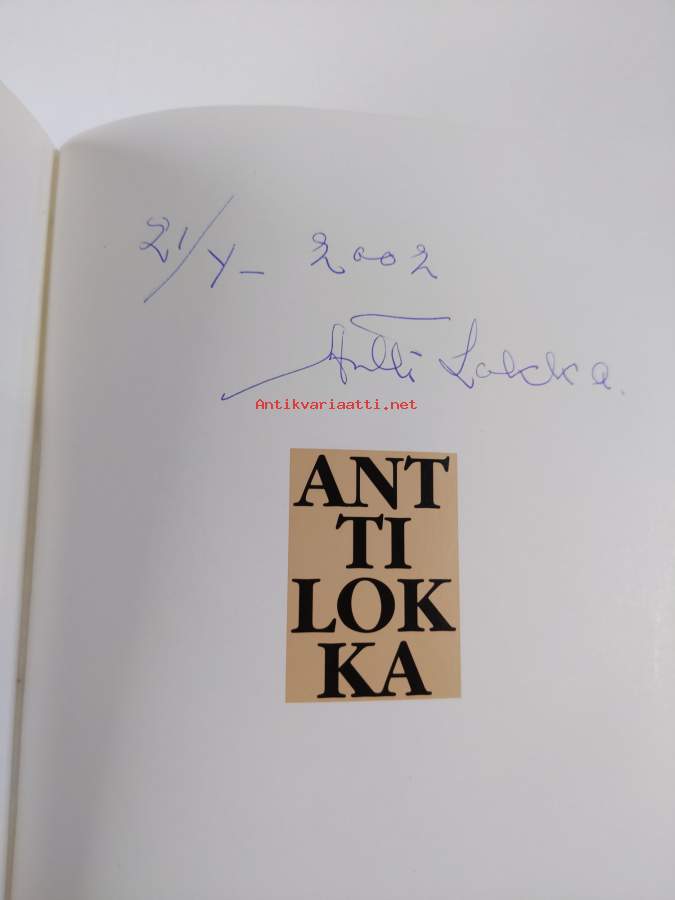 21/V- 2002
Antti Lokka.
Antikvariaatti.net
ANT
TI
LOK
KA